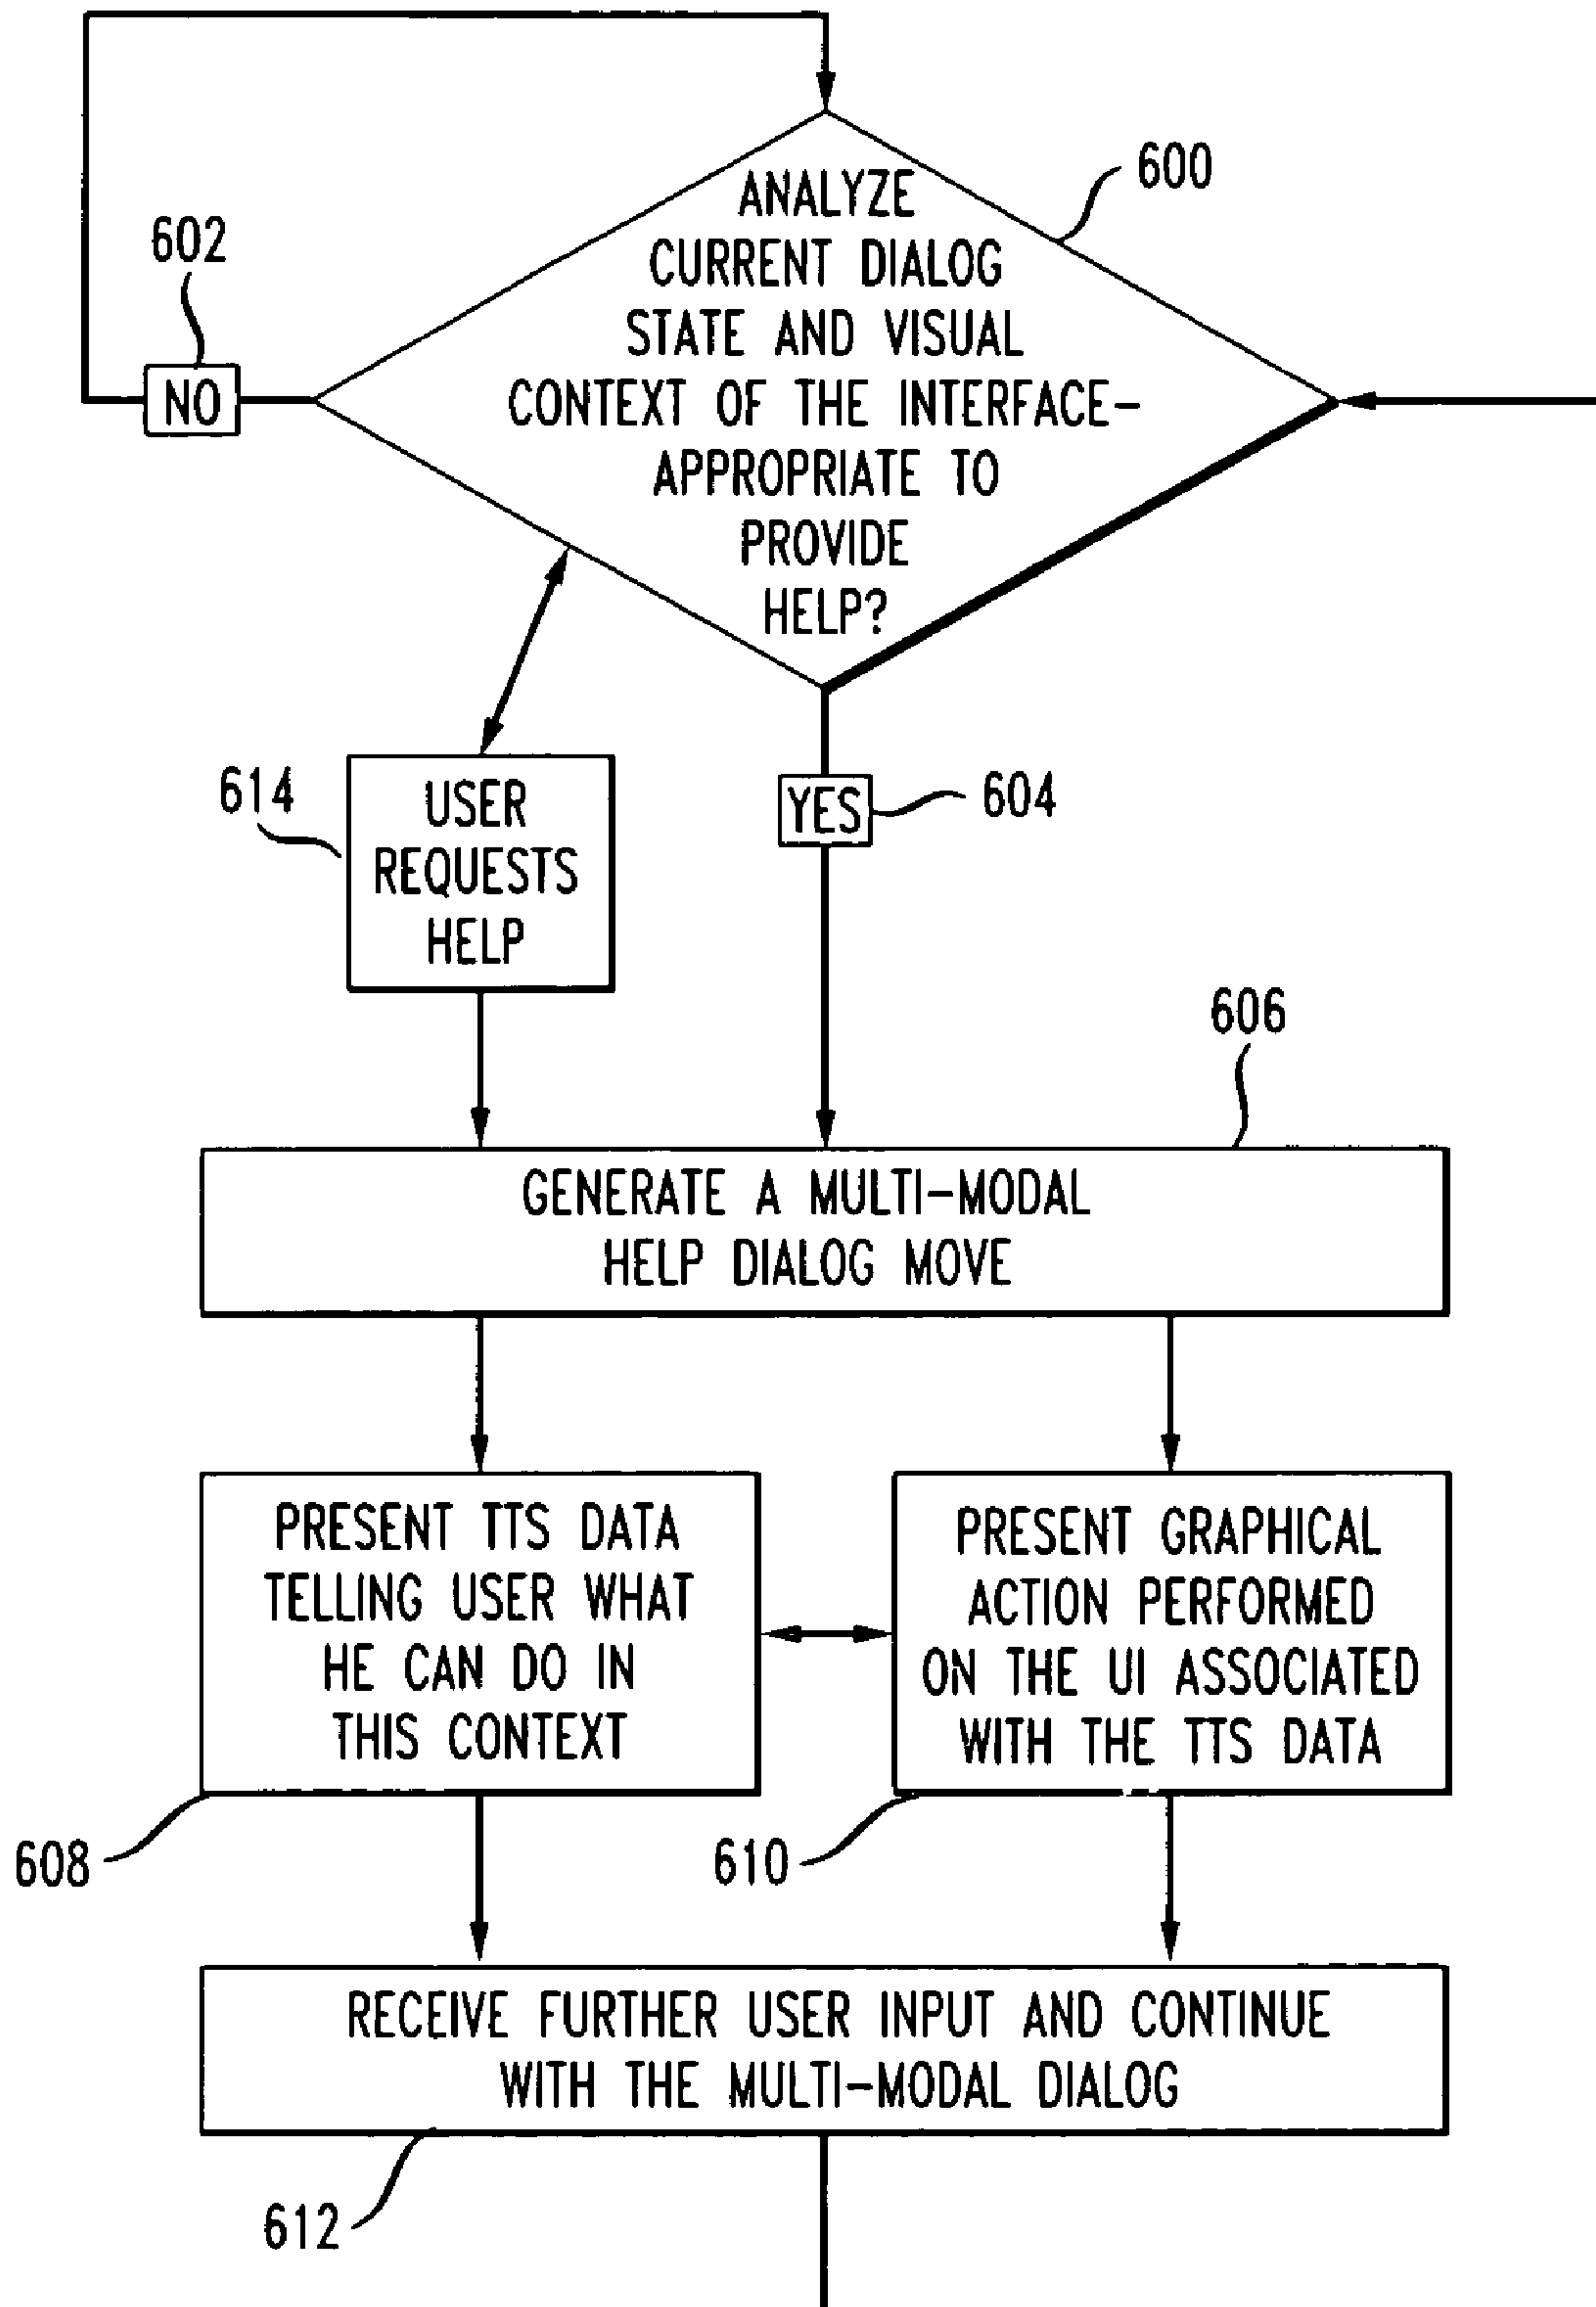 600
ANALYZE
CURRENT DIALOG
STATE AND VISUAL
CONTEXT OF THE INTERFACE-
APPROPRIATE TO
PROVIDE
HELP?
602
NO
614
USER
REQUESTS
HELP
YES
604
606
GENERATE A MULTI-MODAL
HELP DIALOG MOVE
PRESENT TTS DATA
TELLING USER WHAT
HE CAN DO IN
THIS CONTEXT
608
PRESENT GRAPHICAL
ACTION PERFORMED
ON THE UI ASSOCIATED
WITH THE TTS DATA
610
RECEIVE FURTHER USER INPUT AND CONTINUE
WITH THE MULTI-MODAL DIALOG
612